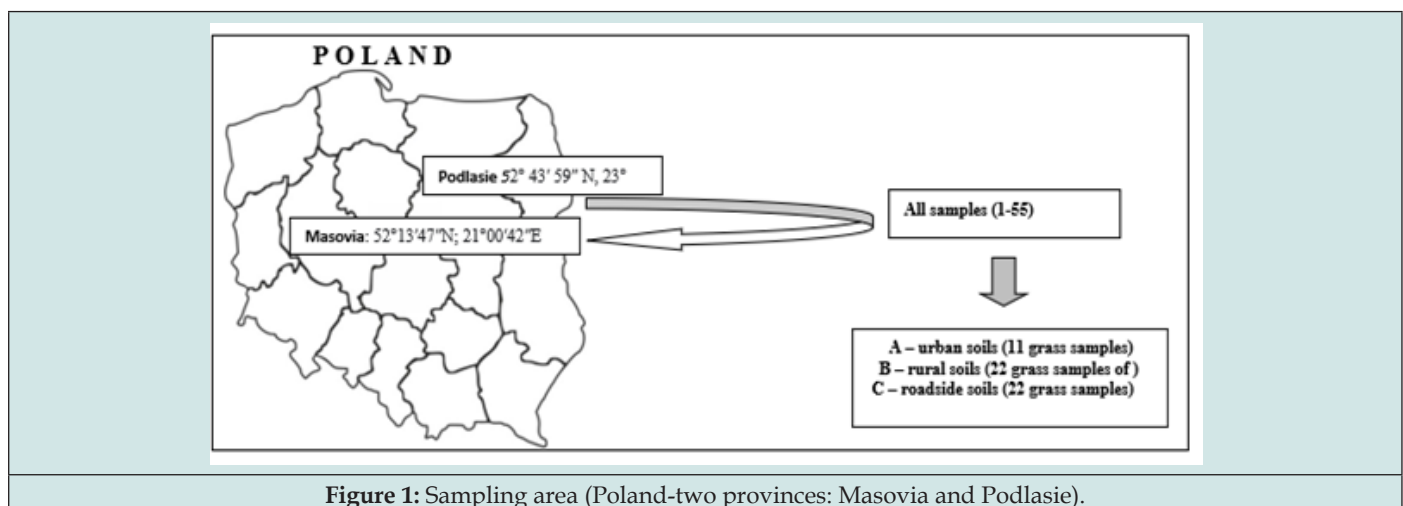 POLAND
Podlasie 52° 43′ 59″ N, 23°
Masovia: 52°13′47″N; 21°00′42″E
All samples (1-55)
A – urban soils (11 grass samples)
B – rural soils (22 grass samples of )
C – roadside soils (22 grass samples)
Figure 1: Sampling area (Poland-two provinces: Masovia and Podlasie).